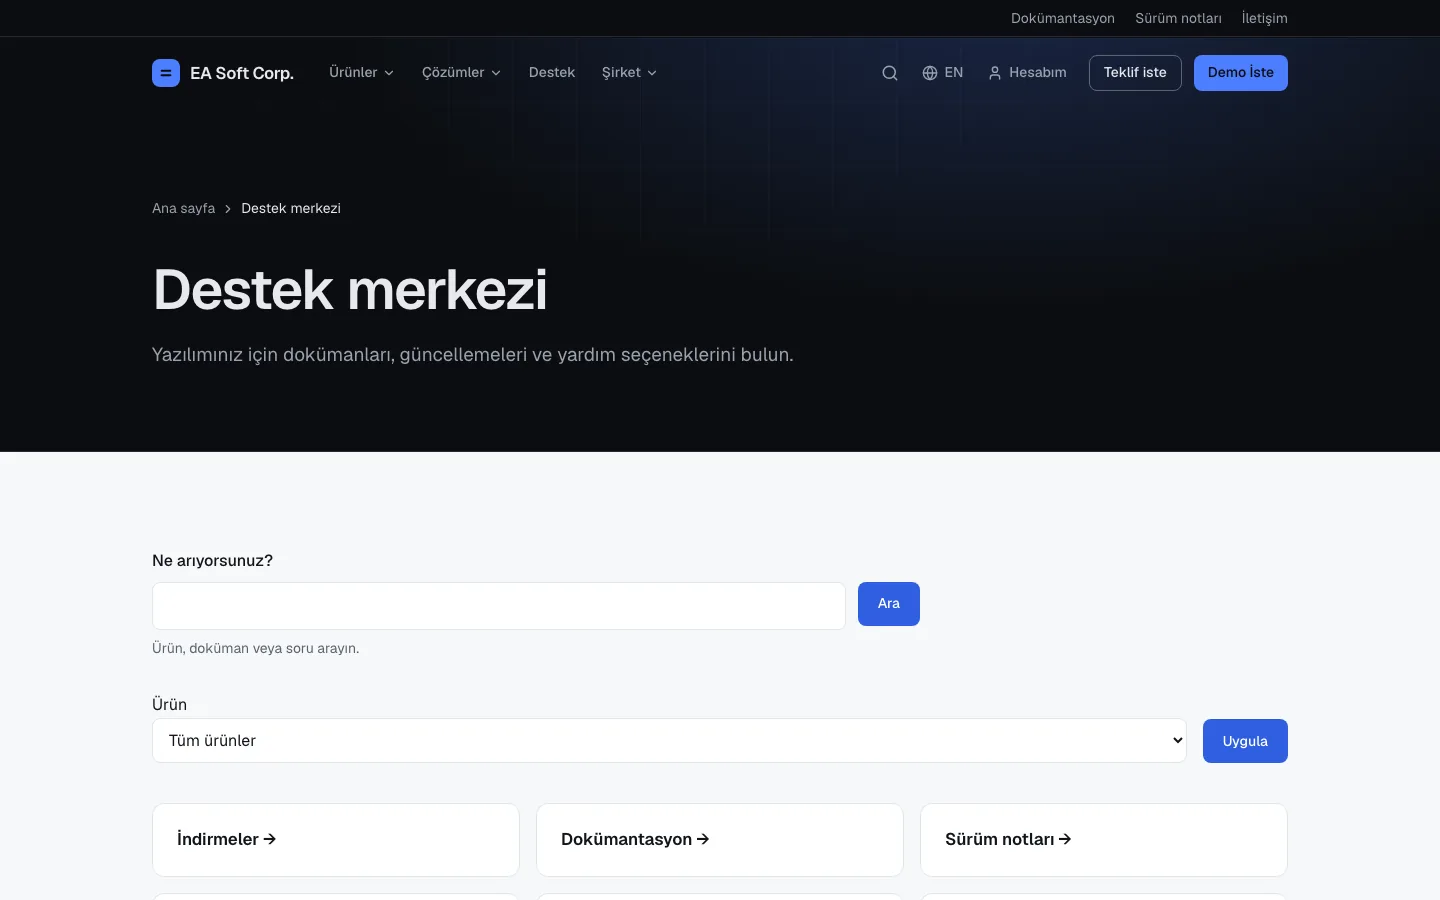 Dokümantasyon Sürüm notları İletişim
EA Soft Corp. Ürünler Çözümler Destek Şirket EN Hesabım Teklif iste Demo İste
Ana sayfa > Destek merkezi
Destek merkezi
Yazılımınız için dokümanları, güncellemeleri ve yardım seçeneklerini bulun.
Ne arıyorsunuz?
Ara
Ürün, doküman veya soru arayın.
Ürün
Tüm ürünler Uygula
İndirmeler → Dokümantasyon → Sürüm notları →